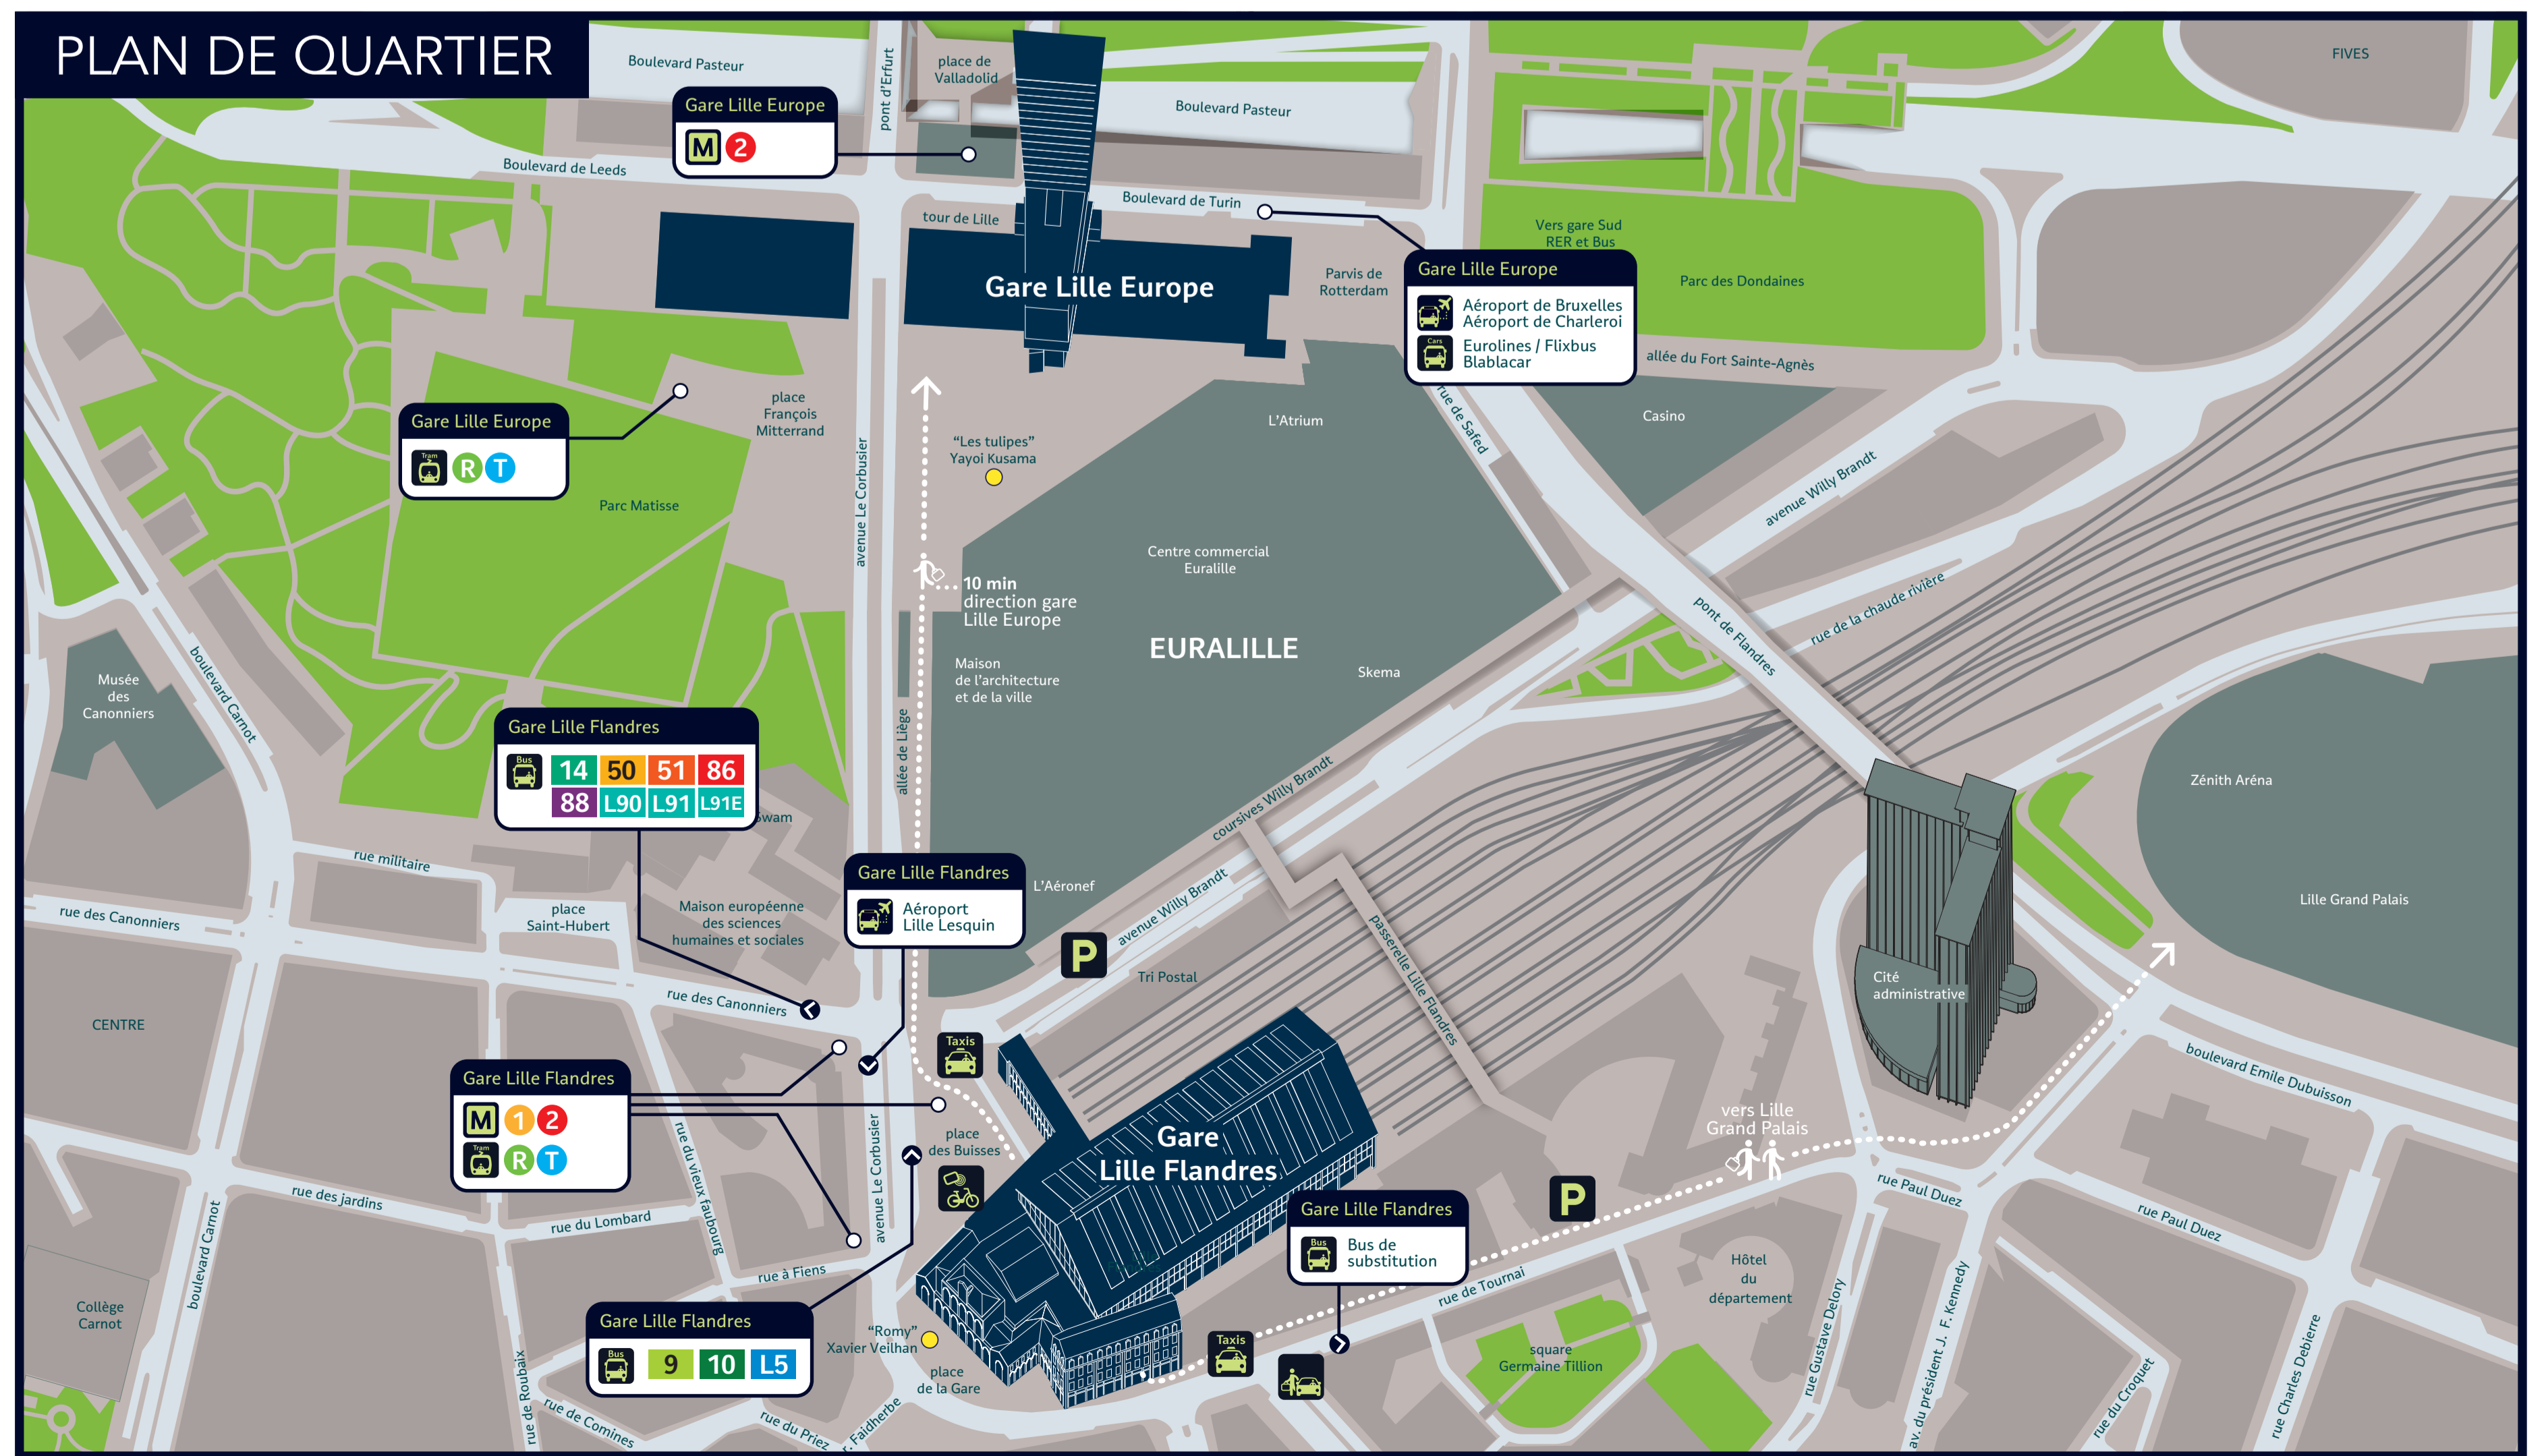 PLAN DE QUARTIER
Boulevard Pasteur
pont d'Erfurt
place de
Valladolid
Boulevard Pasteur
FIVES
Gare Lille Europe
M 2
Boulevard de Leeds
tour de Lille
Boulevard de Turin
Gare Lille Europe
Parvis de
Rotterdam
Vers gare Sud
RER et Bus
Parc des Dondaines
Gare Lille Europe
Aéroport de Bruxelles
Aéroport de Charleroi
Cars
Eurolines / Flixbus
Blablacar
allée du Fort Sainte-Agnès
Casino
rue de Safed
L'Atrium
place
François
Mitterrand
Gare Lille Europe
Tram
R T
Parc Matisse
avenue Le Corbusier
“Les tulipes”
Yayoi Kusama
10 min
direction gare
Lille Europe
Centre commercial
Euralille
EURALILLE
Skema
Maison
de l'architecture
et de la ville
avenue Willy Brandt
rue de la chaude rivière
pont de Flandres
Musée
des
Canonniers
boulevard Carnot
Gare Lille Flandres
Bus
14 50 51 86
88 L90 L91 L91E
allée de Liège
coursives Willy Brandt
Zénith Aréna
Lille Grand Palais
rue militaire
place
Saint-Hubert
Maison européenne
des sciences
humaines et sociales
Gare Lille Flandres
Aéroport
Lille Lesquin
L'Aéronef
P
avenue Willy Brandt
Tri Postal
passerelle Lille Flandres
rue des Canonniers
rue des Canonniers
CENTRE
Cité
administrative
boulevard Emile Dubuisson
Taxis
Gare Lille Flandres
M 1 2
Tram
R T
place
des Buisses
Gare
Lille Flandres
vers Lille
Grand Palais
P
rue du vieux faubourg
avenue Le Corbusier
rue des jardins
rue du Lombard
rue à Fiens
boulevard Carnot
Gare Lille Flandres
Bus
Bus de
substitution
rue de Tournai
Hôtel
du
département
rue Paul Duez
rue Paul Duez
rue Gustave Delory
av. du président J. F. Kennedy
rue du Croquet
rue Charles Debierre
Collège
Carnot
Gare Lille Flandres
Bus
9 10 L5
“Romy”
Xavier Veilhan
place
de la Gare
Taxis
square
Germaine Tillion
rue de Roubaix
rue de Comines
rue du Priez
r. Faidherbe